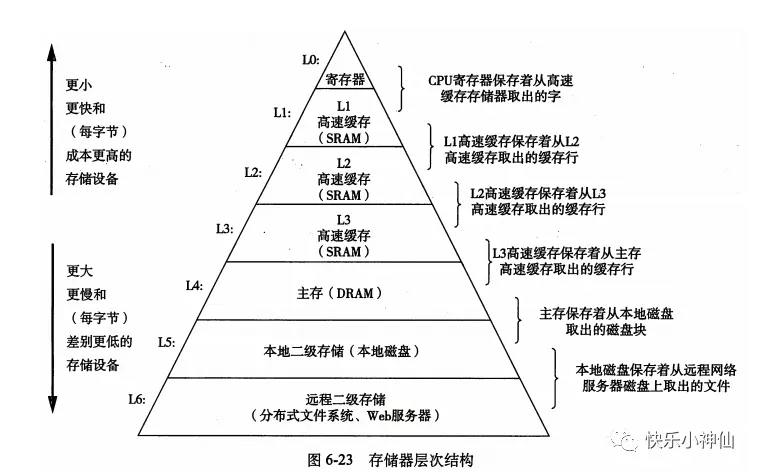 L0:
寄存器
CPU寄存器保存着从高速
缓存存储器取出的字
更小
更快和
（每字节）
成本更高的
存储设备
L1:
L1
高速缓存
（SRAM）
L1高速缓存保存着从L2
高速缓存取出的缓存行
L2:
L2
高速缓存
（SRAM）
L2高速缓存保存着从L3
高速缓存取出的缓存行
L3:
L3
高速缓存
（SRAM）
L3高速缓存保存着从主存
高速缓存取出的缓存行
更大
更慢和
（每字节）
差别更低的
存储设备
L4:
主存（DRAM）
主存保存着从本地磁盘
取出的磁盘块
L5:
本地二级存储（本地磁盘）
本地磁盘保存着从远程网络
服务器磁盘上取出的文件
L6:
远程二级存储
（分布式文件系统、Web服务器）
快乐小神仙
图 6-23 存储器层次结构